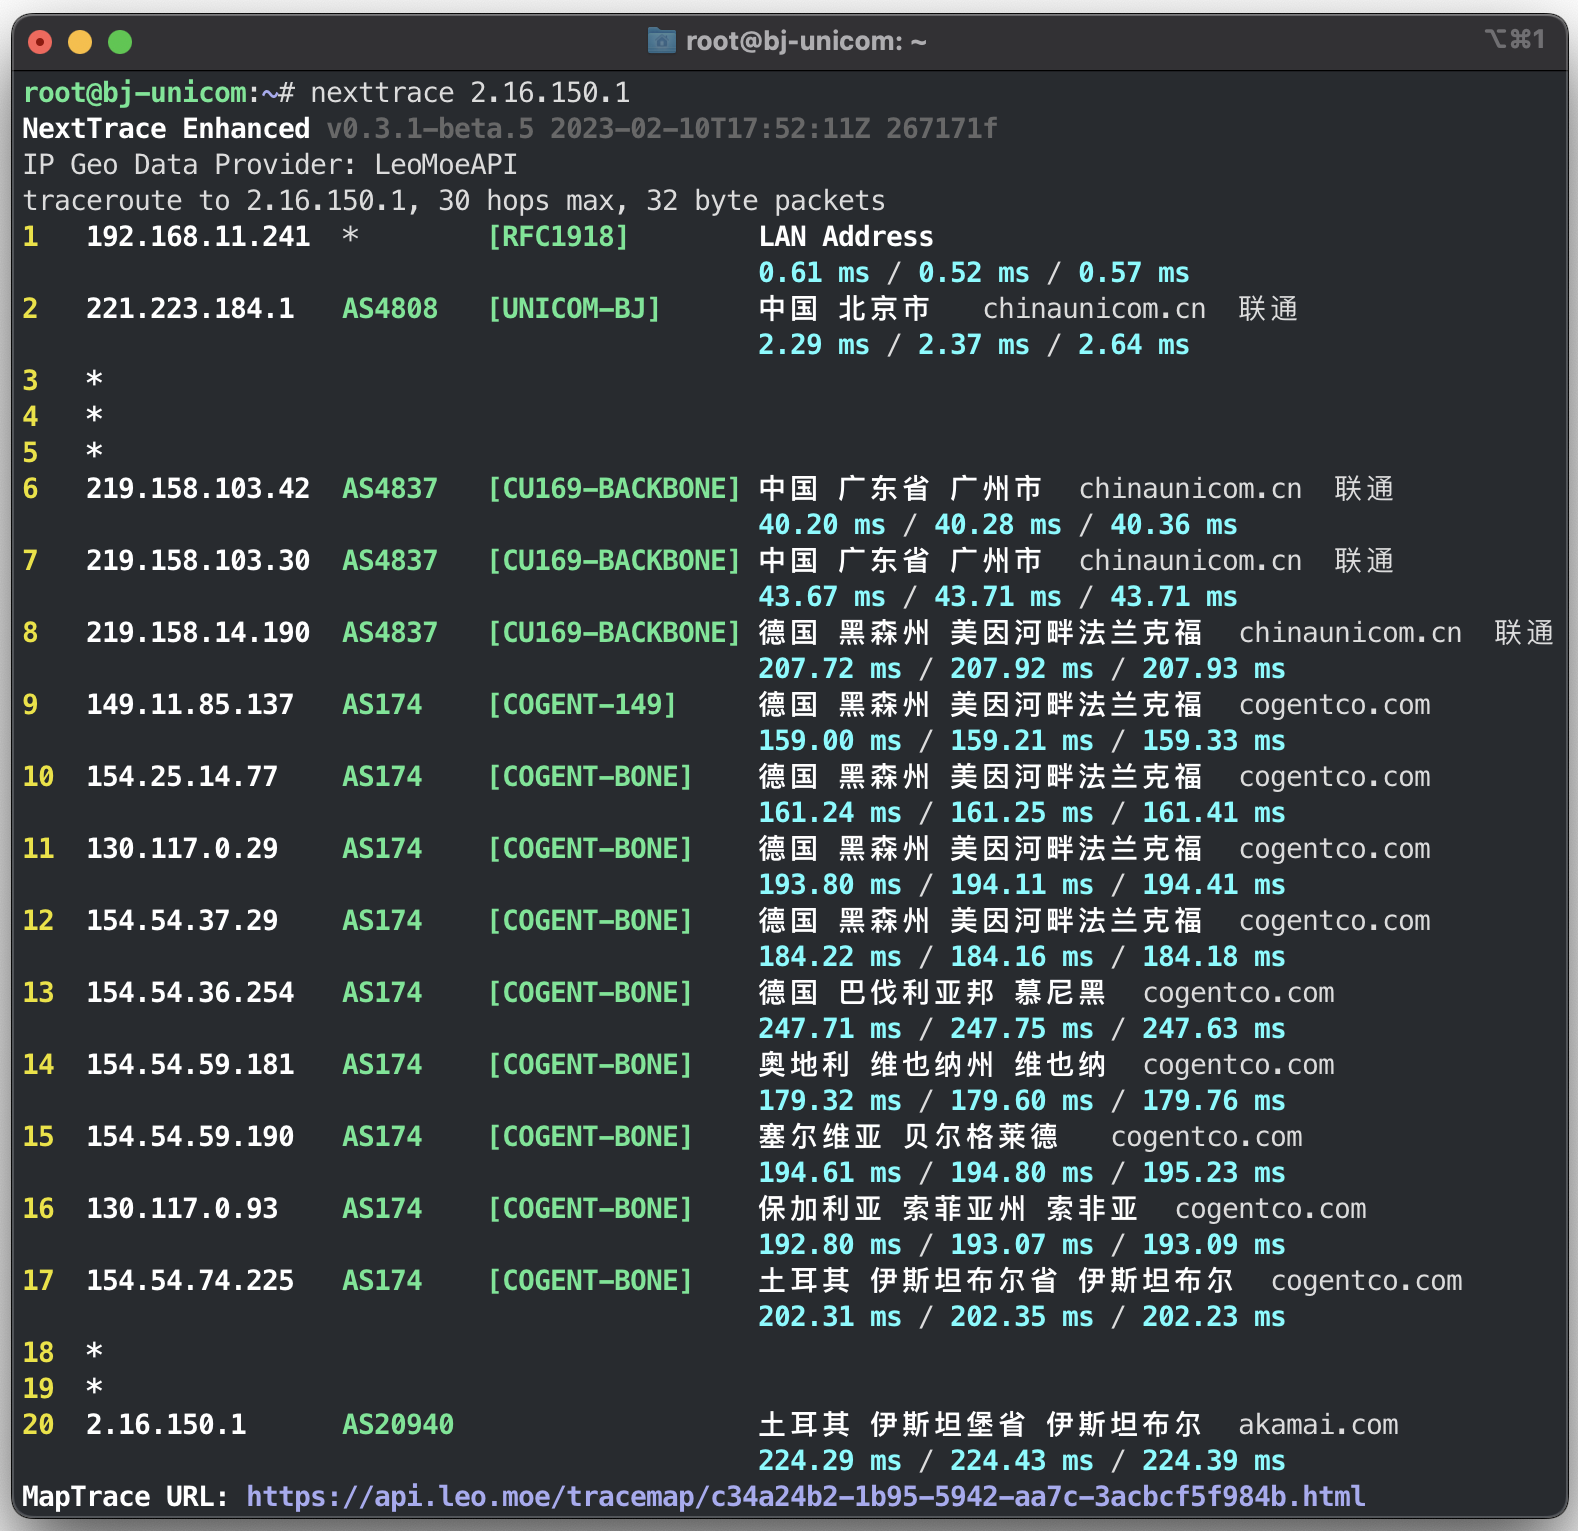 root@bj-unicom: ~
⌥⌘1
root@bj-unicom:~# nexttrace 2.16.150.1
NextTrace Enhanced v0.3.1-beta.5 2023-02-10T17:52:11Z 267171f
IP Geo Data Provider: LeoMoeAPI
traceroute to 2.16.150.1, 30 hops max, 32 byte packets
1 192.168.11.241 * [RFC1918] LAN Address
0.61 ms / 0.52 ms / 0.57 ms
2 221.223.184.1 AS4808 [UNICOM-BJ] 中国 北京市 chinaunicom.cn 联通
2.29 ms / 2.37 ms / 2.64 ms
3 *
4 *
5 *
6 219.158.103.42 AS4837 [CU169-BACKBONE] 中国 广东省 广州市 chinaunicom.cn 联通
40.20 ms / 40.28 ms / 40.36 ms
7 219.158.103.30 AS4837 [CU169-BACKBONE] 中国 广东省 广州市 chinaunicom.cn 联通
43.67 ms / 43.71 ms / 43.71 ms
8 219.158.14.190 AS4837 [CU169-BACKBONE] 德国 黑森州 美因河畔法兰克福 chinaunicom.cn 联通
207.72 ms / 207.92 ms / 207.93 ms
9 149.11.85.137 AS174 [COGENT-149] 德国 黑森州 美因河畔法兰克福 cogentco.com
159.00 ms / 159.21 ms / 159.33 ms
10 154.25.14.77 AS174 [COGENT-BONE] 德国 黑森州 美因河畔法兰克福 cogentco.com
161.24 ms / 161.25 ms / 161.41 ms
11 130.117.0.29 AS174 [COGENT-BONE] 德国 黑森州 美因河畔法兰克福 cogentco.com
193.80 ms / 194.11 ms / 194.41 ms
12 154.54.37.29 AS174 [COGENT-BONE] 德国 黑森州 美因河畔法兰克福 cogentco.com
184.22 ms / 184.16 ms / 184.18 ms
13 154.54.36.254 AS174 [COGENT-BONE] 德国 巴伐利亚邦 慕尼黑 cogentco.com
247.71 ms / 247.75 ms / 247.63 ms
14 154.54.59.181 AS174 [COGENT-BONE] 奥地利 维也纳州 维也纳 cogentco.com
179.32 ms / 179.60 ms / 179.76 ms
15 154.54.59.190 AS174 [COGENT-BONE] 塞尔维亚 贝尔格莱德 cogentco.com
194.61 ms / 194.80 ms / 195.23 ms
16 130.117.0.93 AS174 [COGENT-BONE] 保加利亚 索菲亚州 索非亚 cogentco.com
192.80 ms / 193.07 ms / 193.09 ms
17 154.54.74.225 AS174 [COGENT-BONE] 土耳其 伊斯坦布尔省 伊斯坦布尔 cogentco.com
202.31 ms / 202.35 ms / 202.23 ms
18 *
19 *
20 2.16.150.1 AS20940 土耳其 伊斯坦堡省 伊斯坦布尔 akamai.com
224.29 ms / 224.43 ms / 224.39 ms
MapTrace URL: https://api.leo.moe/tracemap/c34a24b2-1b95-5942-aa7c-3acbcf5f984b.html